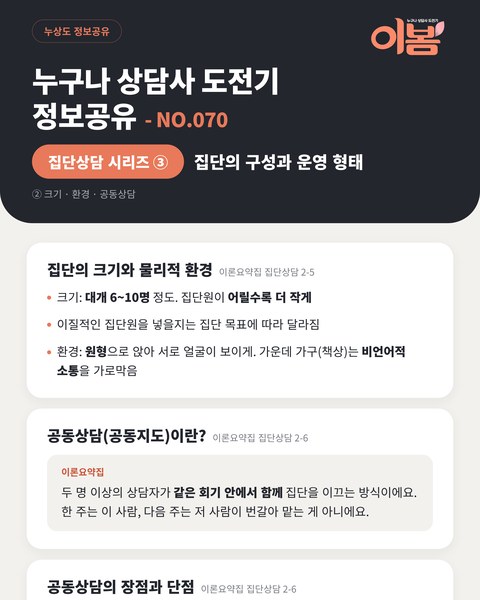 누상도 정보공유
누구나 상담사 도전기
이봄
누구나 상담사 도전기
정보공유 - NO.070
집단상담 시리즈 ③ 집단의 구성과 운영 형태
② 크기 · 환경 · 공동상담
집단의 크기와 물리적 환경 이론요약집 집단상담 2-5
• 크기: 대개 6~10명 정도. 집단원이 어릴수록 더 작게
• 이질적인 집단원을 넣을지는 집단 목표에 따라 달라짐
• 환경: 원형으로 앉아 서로 얼굴이 보이게. 가운데 가구(책상)는 비언어적
소통을 가로막음
공동상담(공동지도)이란? 이론요약집 집단상담 2-6
이론요약집
두 명 이상의 상담자가 같은 회기 안에서 함께 집단을 이끄는 방식이에요.
한 주는 이 사람, 다음 주는 저 사람이 번갈아 맡는 게 아니에요.
공동상담의 장점과 단점 이론요약집 집단상담 2-6